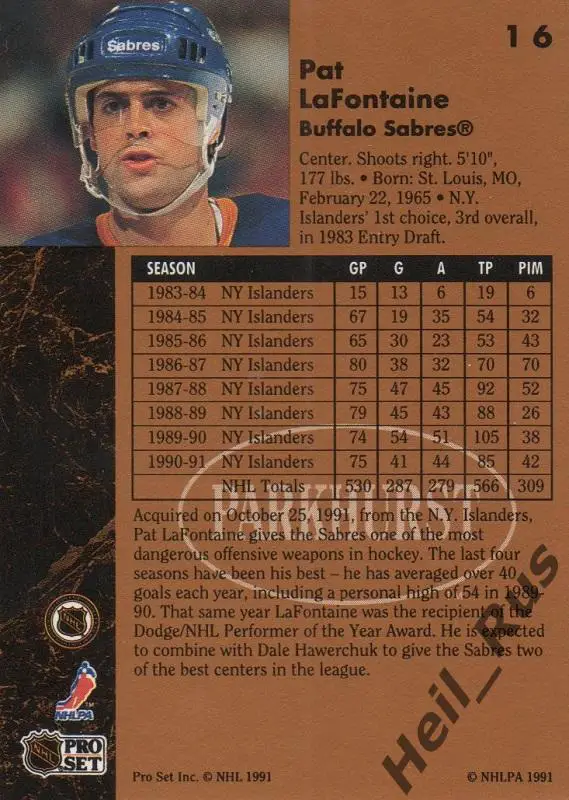 Sabres
16
Pat
LaFontaine
Buffalo Sabres®
Center. Shoots right. 5'10",
177 lbs. • Born: St. Louis, MO,
February 22, 1965 • N.Y.
Islanders' 1st choice, 3rd overall,
in 1983 Entry Draft.
SEASON GP G A TP PIM
1983-84 NY Islanders 15 13 6 19 6
1984-85 NY Islanders 67 19 35 54 32
1985-86 NY Islanders 65 30 23 53 43
1986-87 NY Islanders 80 38 32 70 70
1987-88 NY Islanders 75 47 45 92 52
1988-89 NY Islanders 79 45 43 88 26
1989-90 NY Islanders 74 54 51 105 38
1990-91 NY Islanders 75 41 44 85 42
NHL Totals 530 287 279 566 309
PARKHURST
Acquired on October 25, 1991, from the N.Y. Islanders,
Pat LaFontaine gives the Sabres one of the most
dangerous offensive weapons in hockey. The last four
seasons have been his best – he has averaged over 40
goals each year, including a personal high of 54 in 1989-
90. That same year LaFontaine was the recipient of the
Dodge/NHL Performer of the Year Award. He is expected
to combine with Dale Hawerchuk to give the Sabres two
of the best centers in the league.
NHL
NHLPA™
NHL PRO
SET
Pro Set Inc. © NHL 1991
© NHLPA 1991
Heil_Rus